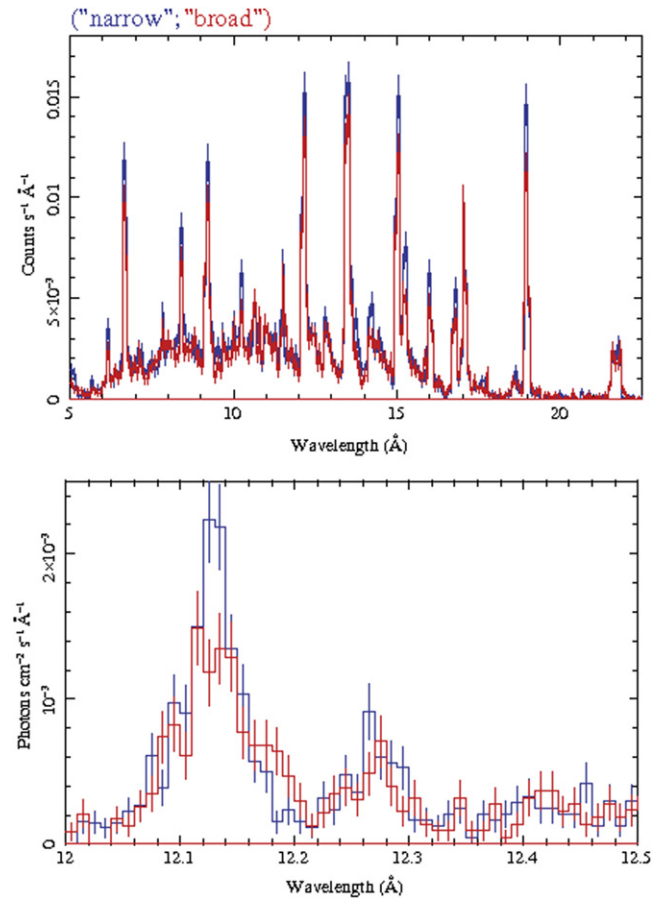 ("narrow"; "broad")
0.015
0.01
5×10⁻³
0
Counts s⁻¹ Å⁻¹
5 10 15 20
Wavelength (Å)
2×10⁻³
10⁻³
0
Photons cm⁻² s⁻¹ Å⁻¹
12 12.1 12.2 12.3 12.4 12.5
Wavelength (Å)